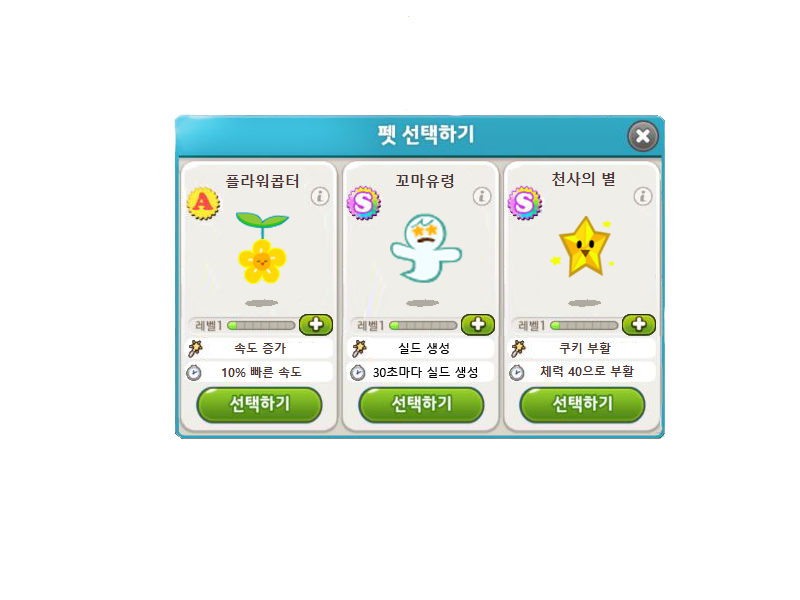 펫 선택하기
플라워콥터
A
레벨1
속도 증가
10% 빠른 속도
선택하기
꼬마유령
S
레벨1
실드 생성
30초마다 실드 생성
선택하기
천사의 별
S
레벨1
쿠키 부활
체력 40으로 부활
선택하기